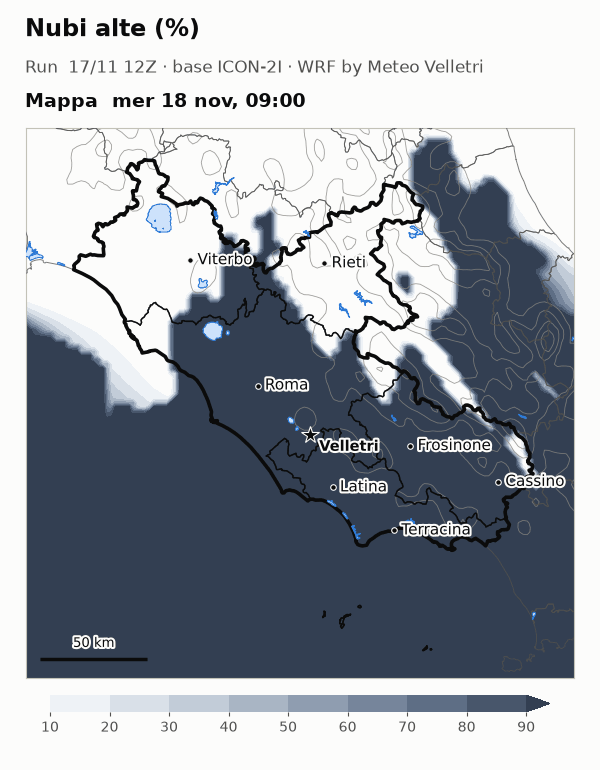 Nubi alte (%)
Run  17/11 12Z · base ICON-2I · WRF by Meteo Velletri
Mappa  mer 18 nov, 09:00
Viterbo
Rieti
Roma
Velletri
Frosinone
Cassino
Latina
Terracina
50 km
10 20 30 40 50 60 70 80 90